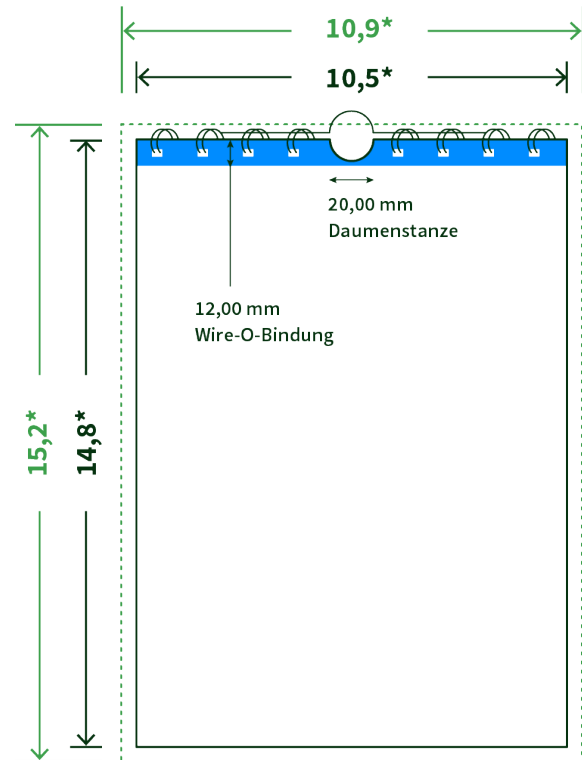 10,9*
10,5*
20,00 mm
Daumenstanze
12,00 mm
Wire-O-Bindung
15,2*
14,8*